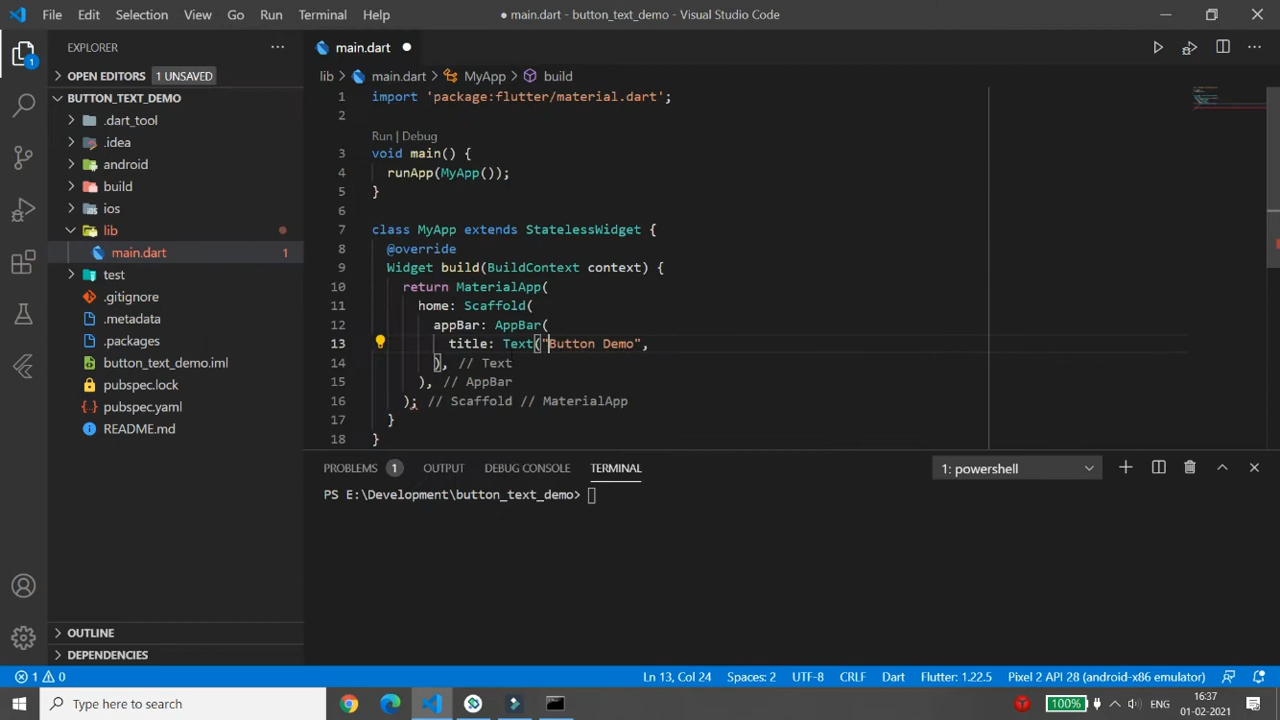 File Edit Selection View Go Run Terminal Help
● main.dart - button_text_demo - Visual Studio Code
EXPLORER
OPEN EDITORS 1 UNSAVED
BUTTON_TEXT_DEMO
.dart_tool
.idea
android
build
ios
lib
main.dart 1
test
.gitignore
.metadata
.packages
button_text_demo.iml
pubspec.lock
pubspec.yaml
README.md
OUTLINE
DEPENDENCIES
1
main.dart ●
lib > main.dart > MyApp > build
1 import 'package:flutter/material.dart';
2
Run | Debug
3 void main() {
4 runApp(MyApp());
5 }
6
7 class MyApp extends StatelessWidget {
8 @override
9 Widget build(BuildContext context) {
10 return MaterialApp(
11 home: Scaffold(
12 appBar: AppBar(
13 title: Text("Button Demo",
14 ), // Text
15 ), // AppBar
16 ); // Scaffold // MaterialApp
17 }
18 }
PROBLEMS 1 OUTPUT DEBUG CONSOLE TERMINAL 1: powershell
PS E:\Development\button_text_demo>
1 0 Ln 13, Col 24 Spaces: 2 UTF-8 CRLF Dart Flutter: 1.22.5 Pixel 2 API 28 (android-x86 emulator)
Type here to search
100% ENG
16:37
01-02-2021